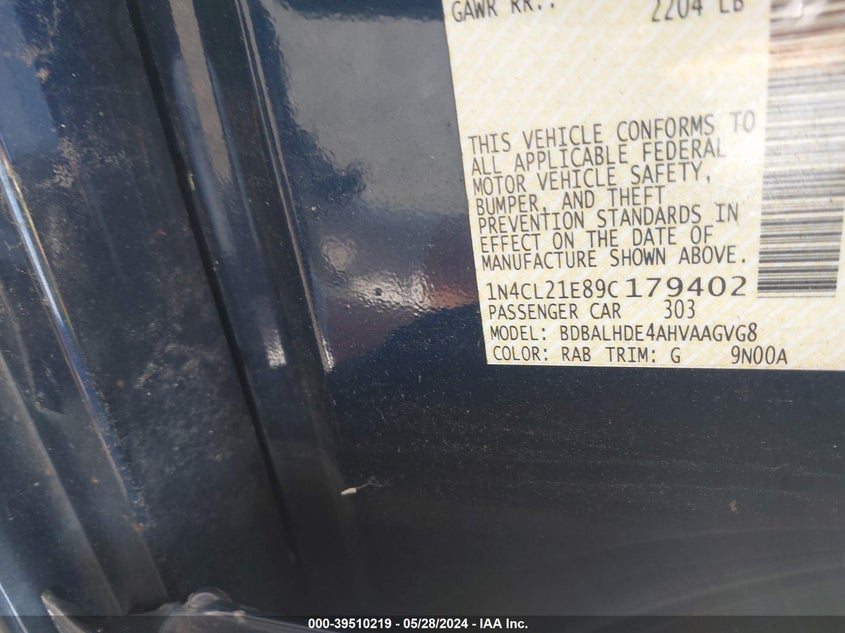 GAWR RR.: 2204 LB
THIS VEHICLE CONFORMS TO
ALL APPLICABLE FEDERAL
MOTOR VEHICLE SAFETY,
BUMPER, AND THEFT
PREVENTION STANDARDS IN
EFFECT ON THE DATE OF
MANUFACTURE SHOWN ABOVE.
1N4CL21E89C179402
PASSENGER CAR 303
MODEL: BDBALHDE4AHVAAGVG8
COLOR: RAB TRIM: G 9N00A
000-39510219 - 05/28/2024 - IAA Inc.